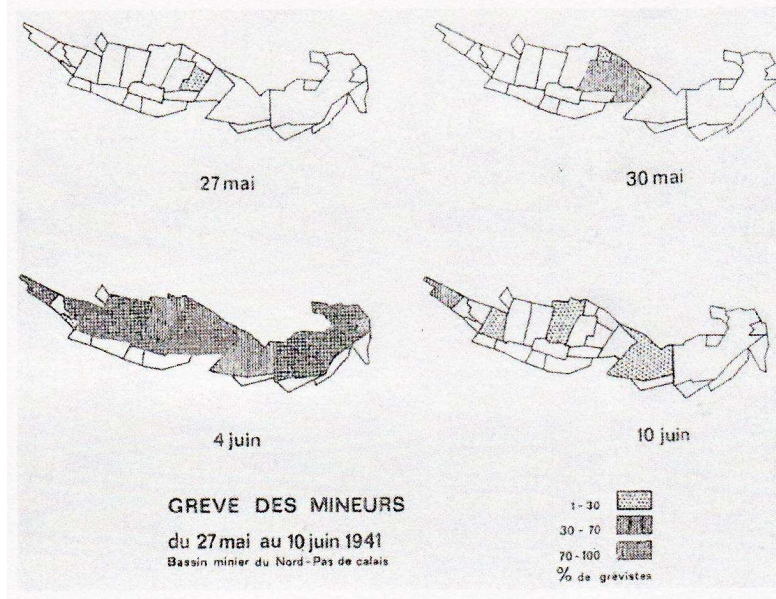 27 mai
30 mai
4 juin
10 juin
GREVE DES MINEURS
du 27 mai au 10 juin 1941
Bassin minier du Nord-Pas de calais
1-30
30-70
70-100
% de grévistes